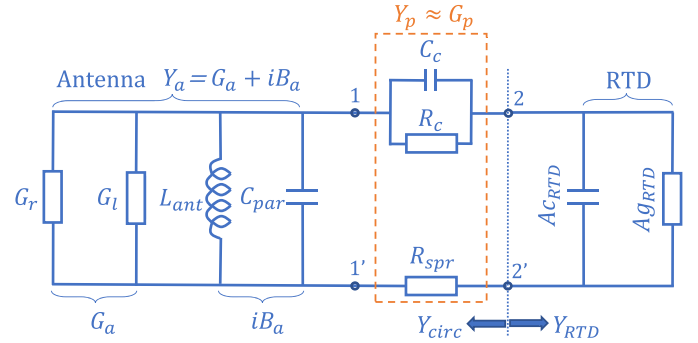 Y_p ≈ G_p
Antenna Y_a = G_a + iB_a
C_c
RTD
1
2
R_c
G_r
G_l
L_ant
C_par
Ac_RTD
Ag_RTD
1'
R_spr
2'
G_a
iB_a
Y_circ
Y_RTD